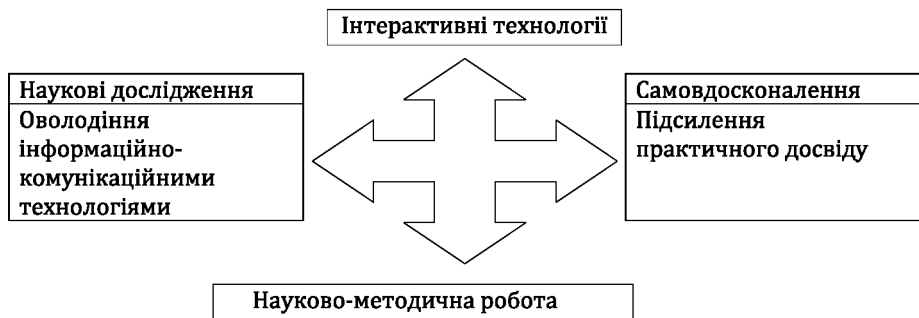 Інтерактивні технології
Наукові дослідження
Оволодіння
інформаційно-
комунікаційними
технологіями
Самовдосконалення
Підсилення
практичного досвіду
Науково-методична робота